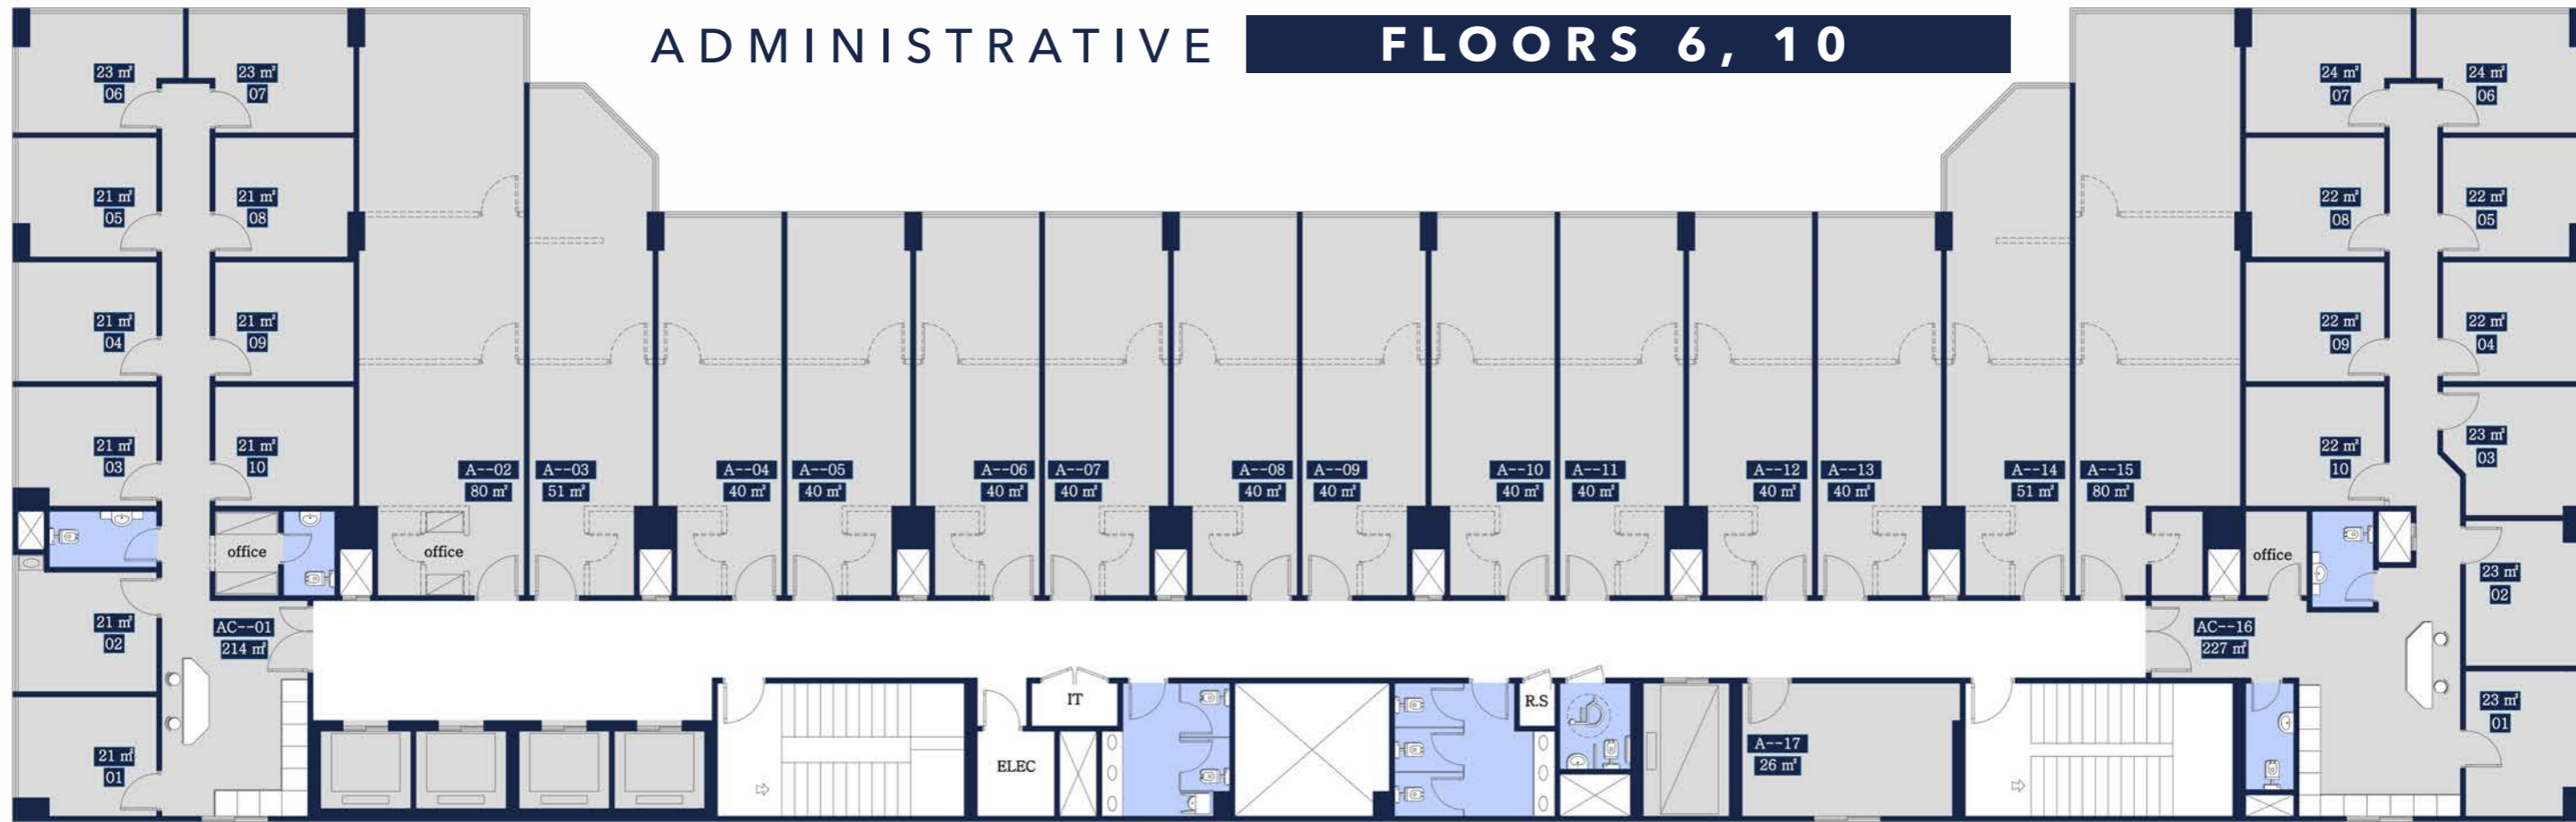 ADMINISTRATIVE FLOORS 6, 10
23 m²
06
23 m²
07
24 m²
07
24 m²
06
21 m²
05
21 m²
08
22 m²
08
22 m²
05
21 m²
04
21 m²
09
22 m²
09
22 m²
04
21 m²
03
21 m²
10
22 m²
10
23 m²
03
A--02
80 m²
A--03
51 m²
A--04
40 m²
A--05
40 m²
A--06
40 m²
A--07
40 m²
A--08
40 m²
A--09
40 m²
A--10
40 m²
A--11
40 m²
A--12
40 m²
A--13
40 m²
A--14
51 m²
A--15
80 m²
office
office
office
23 m²
02
21 m²
02
AC--01
214 m²
AC--16
227 m²
IT
R.S
23 m²
01
21 m²
01
ELEC
A--17
26 m²